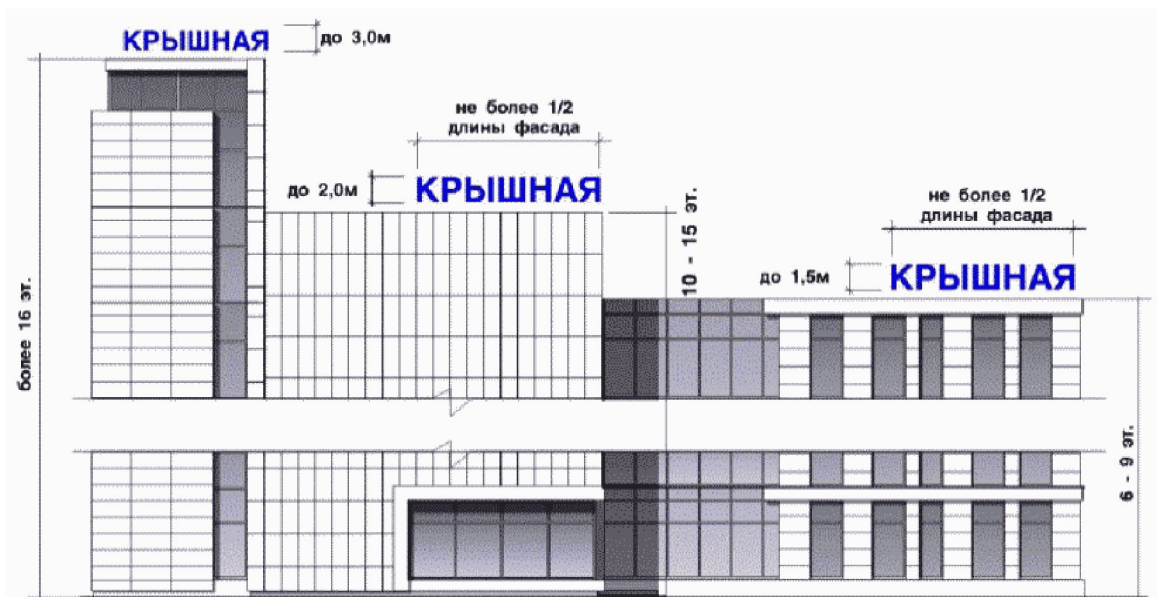 КРЫШНАЯ
до 3,0м
не более 1/2
длины фасада
до 2,0м
КРЫШНАЯ
не более 1/2
длины фасада
до 1,5м
КРЫШНАЯ
более 16 эт.
10 - 15 эт.
6 - 9 эт.